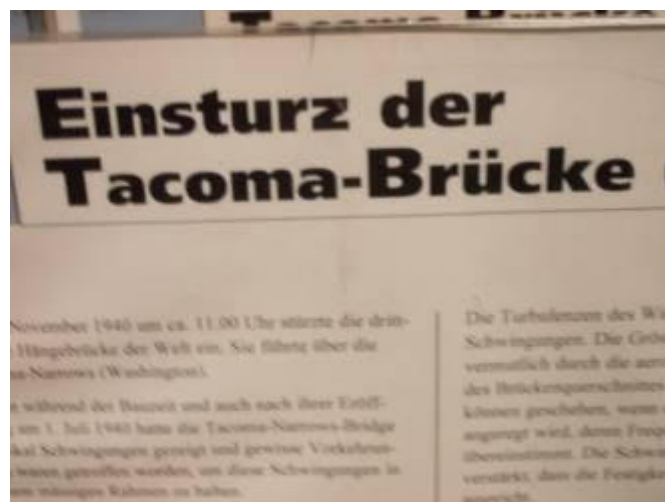 Tacoma-Brücke
Einsturz der
Tacoma-Brücke
November 1940 um ca. 11.00 Uhr stürzte die drit-
Hängebrücke der Welt ein. Sie führte über die
-Narrows (Washington).
während der Bauzeit und auch nach ihrer Eröff-
am 1. Juli 1940 hatte die Tacoma-Narrows-Bridge
Schwingungen gezeigt und gewisse Vorkehrun-
waren getroffen worden, um diese Schwingungen in
mässigen Rahmen zu halten.
Die Turbulenzen des
Schwingungen. Die
vermutlich durch die
des Brückenquerschnittes
können geschehen, wenn
angeregt wird, deren
übereinstimmt. Die
verstärkt, dass die